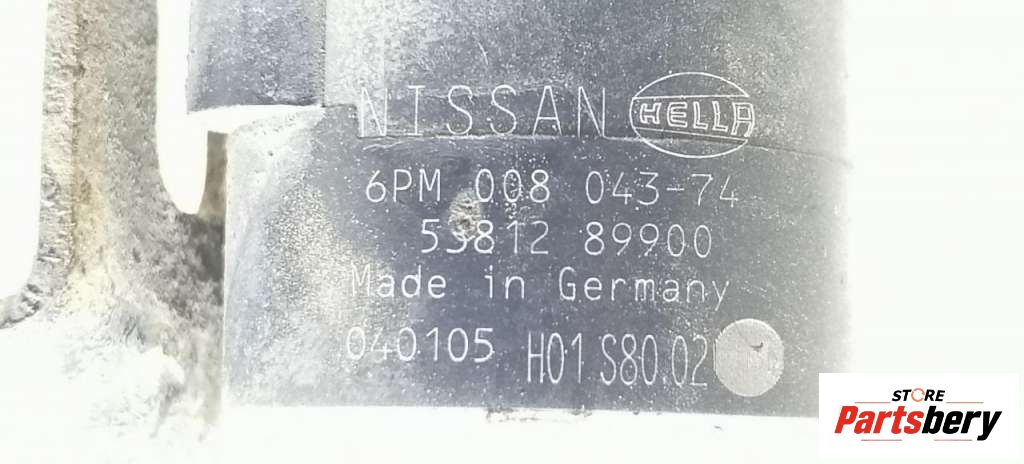 NISSAN HELLA
6PM 008 043-74
53812 89900
Made in Germany
040105 H01 S80.02
STORE
Partsbery